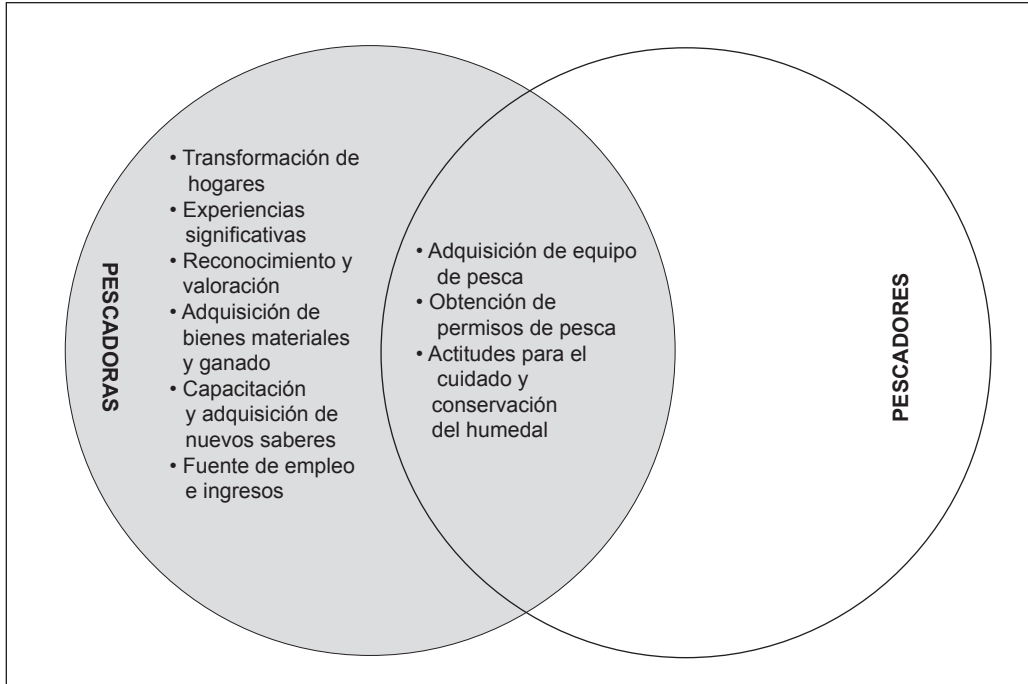 PESCADORAS
• Transformación de
hogares
• Experiencias
significativas
• Reconocimiento y
valoración
• Adquisición de
bienes materiales
y ganado
• Capacitación
y adquisición de
nuevos saberes
• Fuente de empleo
e ingresos
• Adquisición de equipo
de pesca
• Obtención de
permisos de pesca
• Actitudes para el
cuidado y
conservación
del humedal
PESCADORES